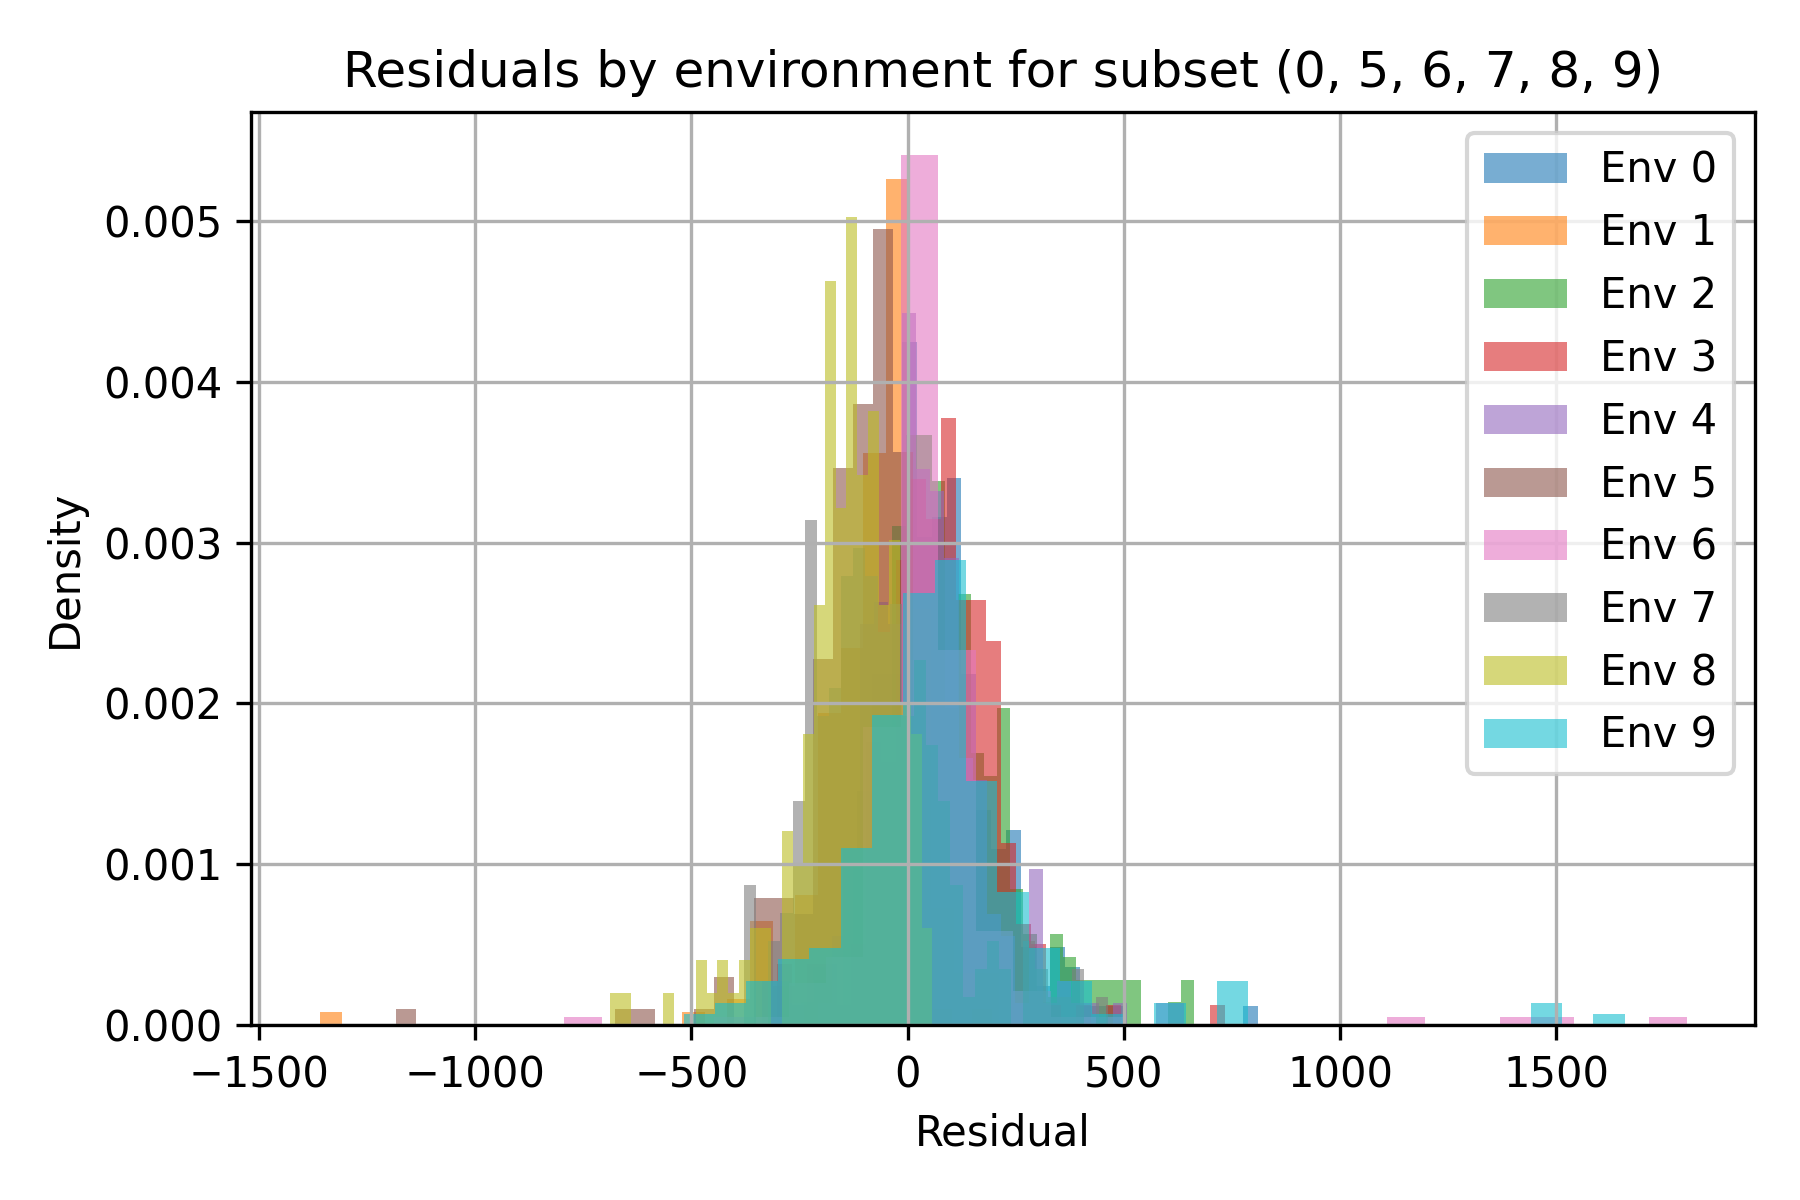 Residuals by environment for subset (0, 5, 6, 7, 8, 9)
Env 0
Env 1
Env 2
Env 3
Env 4
Env 5
Env 6
Env 7
Env 8
Env 9
0.005
0.004
0.003
0.002
0.001
0.000
Density
−1500
−1000
−500
0
500
1000
1500
Residual